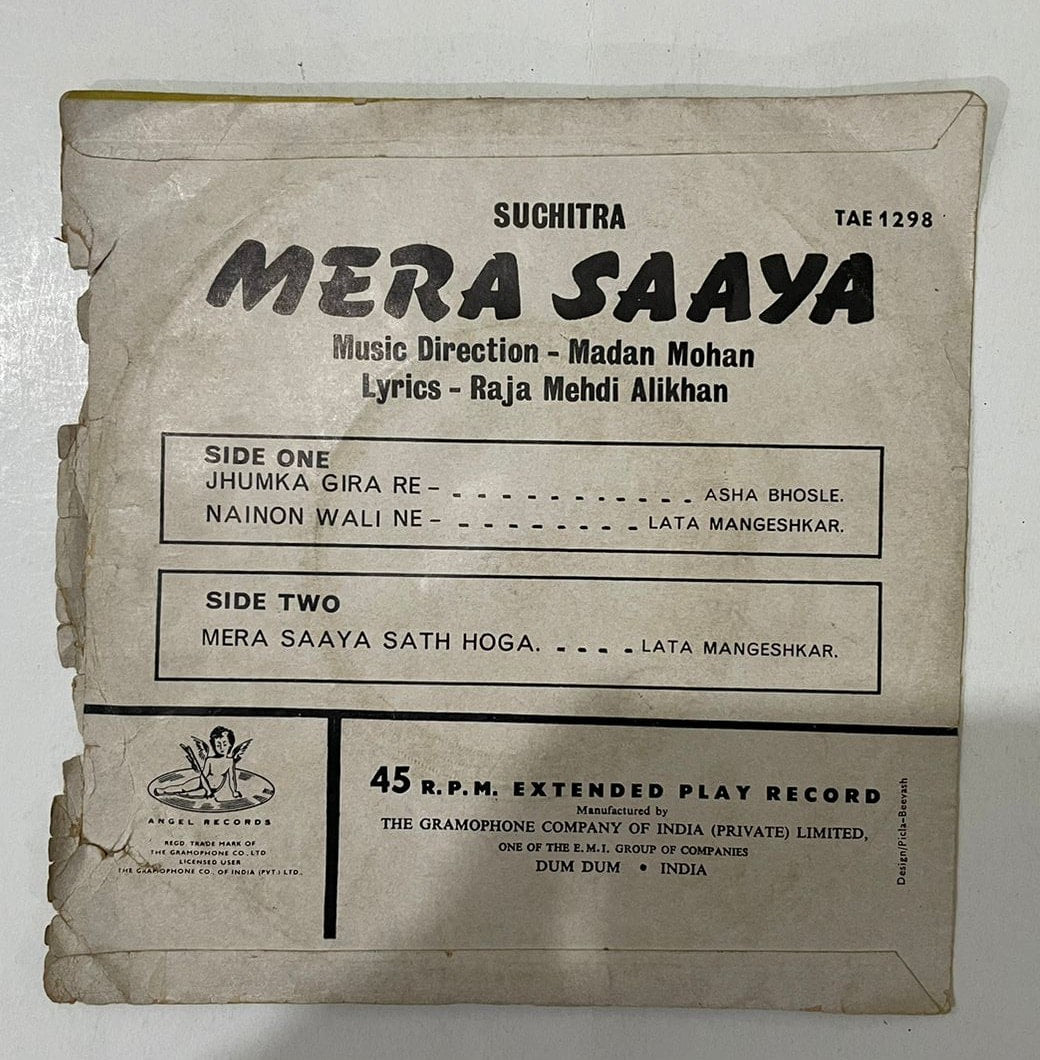 SUCHITRA
TAE 1298
MERA SAAYA
Music Direction - Madan Mohan
Lyrics - Raja Mehdi Alikhan
SIDE ONE
JHUMKA GIRA RE - - - - - - - - - - - - - ASHA BHOSLE.
NAINON WALI NE - - - - - - - - - - LATA MANGESHKAR.
SIDE TWO
MERA SAAYA SATH HOGA. - - - - LATA MANGESHKAR.
ANGEL RECORDS
REGD. TRADE MARK OF
THE GRAMOPHONE CO., LTD
LICENSED USER
THE GRAMOPHONE CO., OF INDIA (PVT.) LTD.
45 R.P.M. EXTENDED PLAY RECORD
Manufactured by
THE GRAMOPHONE COMPANY OF INDIA (PRIVATE) LIMITED,
ONE OF THE E.M.I. GROUP OF COMPANIES
DUM DUM • INDIA
Design/Picla-Beevash